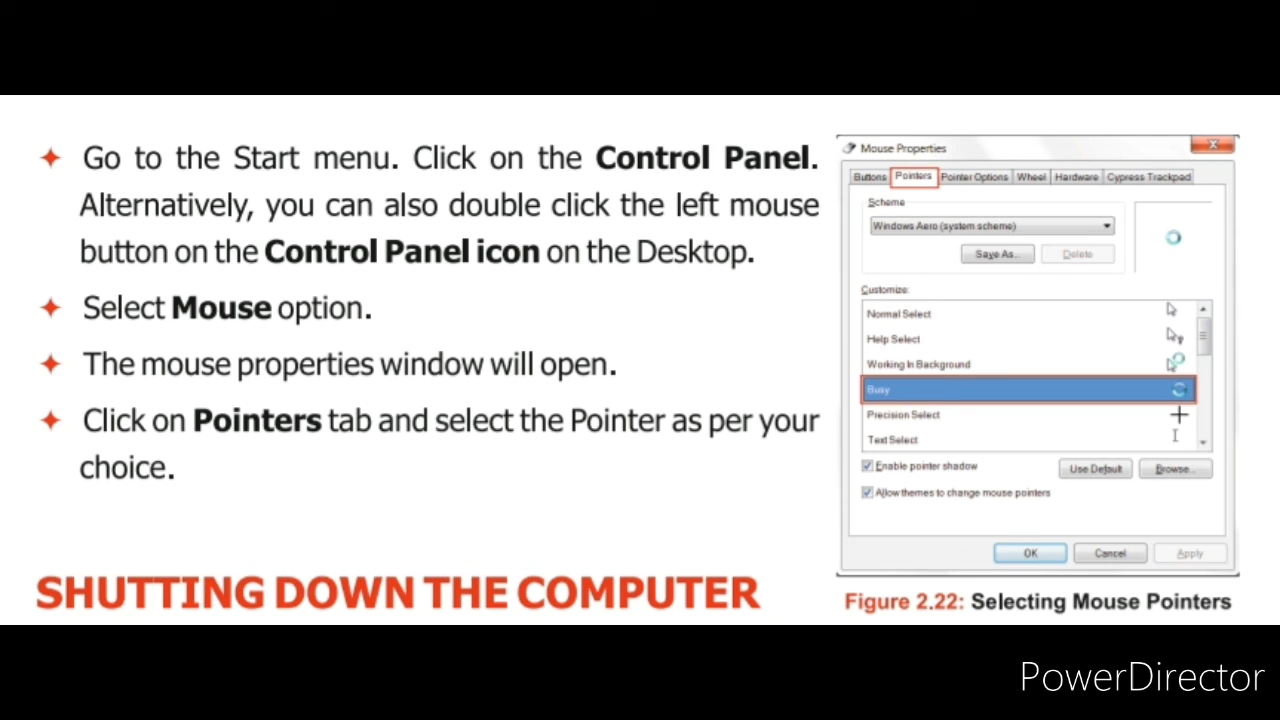 ✦ Go to the Start menu. Click on the Control Panel.
Alternatively, you can also double click the left mouse
button on the Control Panel icon on the Desktop.
✦ Select Mouse option.
✦ The mouse properties window will open.
✦ Click on Pointers tab and select the Pointer as per your
choice.
SHUTTING DOWN THE COMPUTER
Mouse Properties
Buttons Pointers Pointer Options Wheel Hardware Cypress Trackpad
Scheme
Windows Aero (system scheme)
Save As... Delete
Customize:
Normal Select
Help Select
Working In Background
Busy
Precision Select
Text Select
Enable pointer shadow
Use Default Browse...
Allow themes to change mouse pointers
OK Cancel Apply
Figure 2.22: Selecting Mouse Pointers
PowerDirector